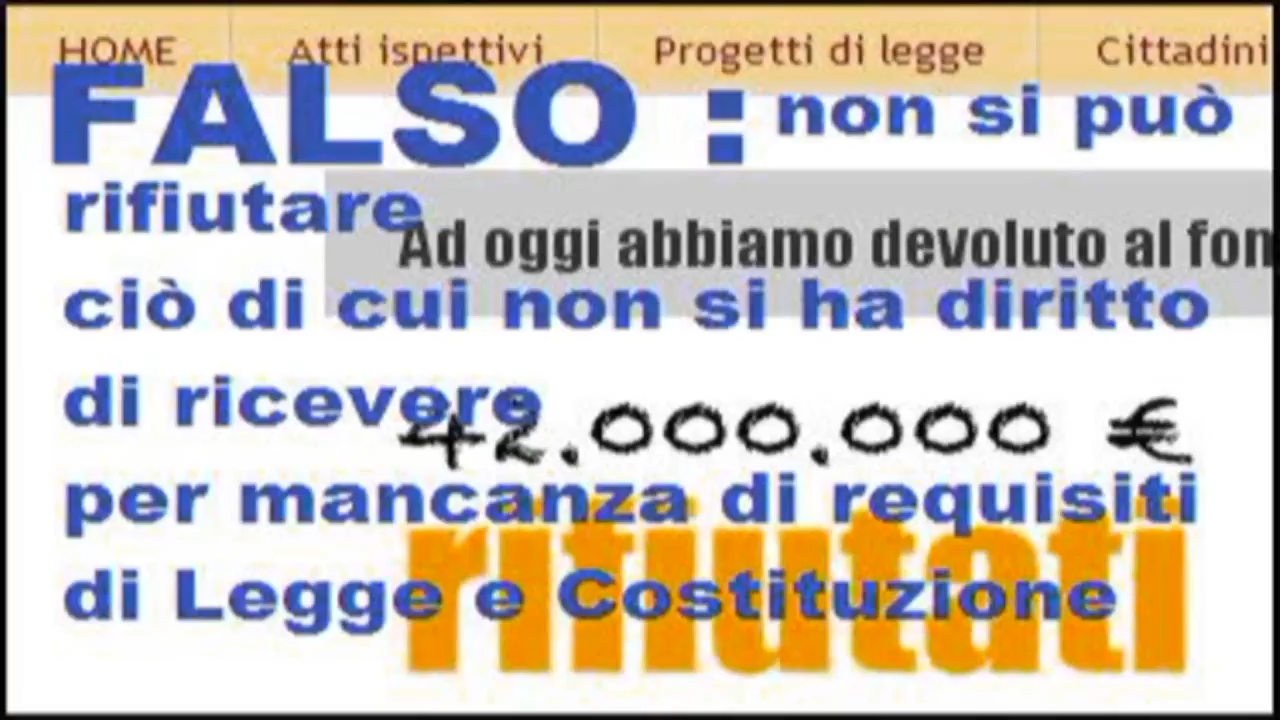 HOME Atti ispettivi Progetti di legge Cittadini
FALSO : non si può
rifiutare
Ad oggi abbiamo devoluto al fon
ciò di cui non si ha diritto
di ricevere
42.000.000 €
per mancanza di requisiti
rifiutati
di Legge e Costituzione